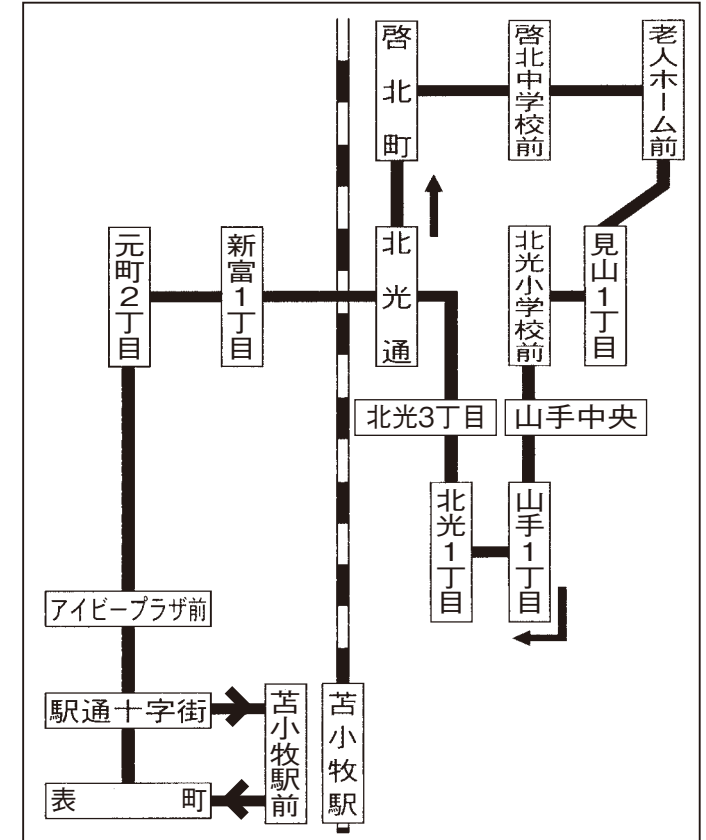 啓北町
啓北中学校前
老人ホーム前
元町2丁目
新富1丁目
北光通
北光小学校前
見山1丁目
北光3丁目
山手中央
北光1丁目
山手1丁目
アイビープラザ前
駅通十字街
苫小牧駅前
苫小牧駅
表町